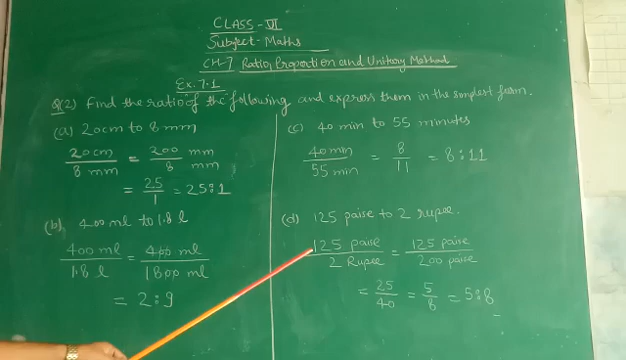 CLASS-VI
Subject-Maths
CH-7 Ratio, Proportion and Unitary Method
Ex.7.1
Q(2) Find the ratio of the following and express them in the simplest form.
(a) 20cm to 8mm
20cm / 8 mm = 200 mm / 8 mm
= 25 / 1 = 25:1
(b) 400 ml to 1.8 l
400 ml / 1.8 l = 400 ml / 1800 ml
= 2:9
(c) 40 min to 55 minutes
40 min / 55 min = 8 / 11 = 8:11
(d) 125 paise to 2 rupee.
125 paise / 2 Rupee = 125 paise / 200 paise
= 25 / 40 = 5 / 8 = 5:8